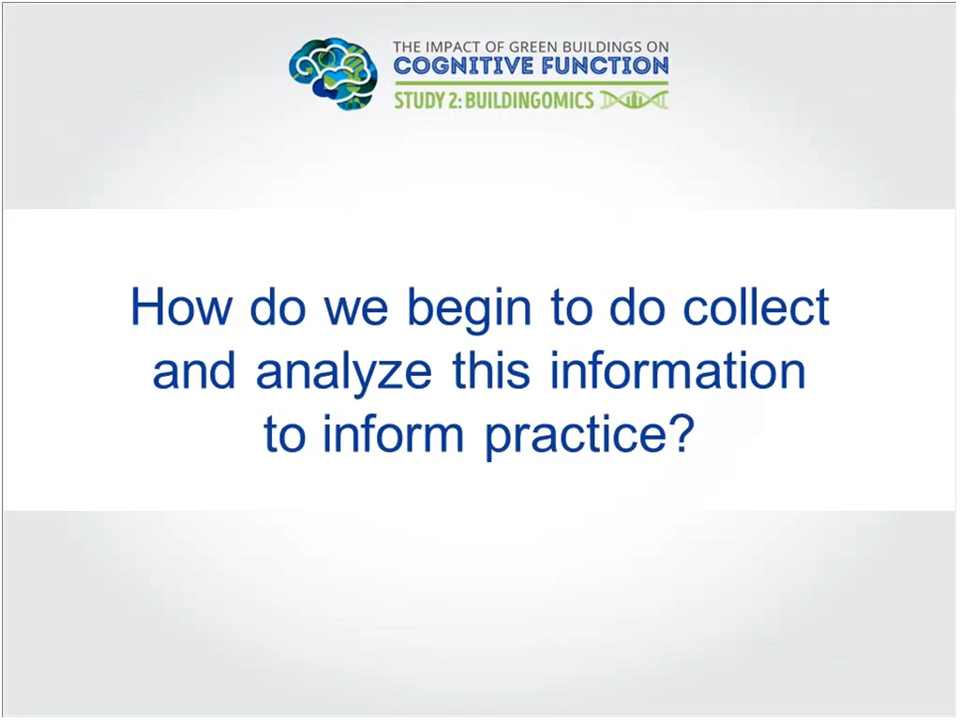 THE IMPACT OF GREEN BUILDINGS ON
COGNITIVE FUNCTION
STUDY 2: BUILDINGOMICS
How do we begin to do collect
and analyze this information
to inform practice?